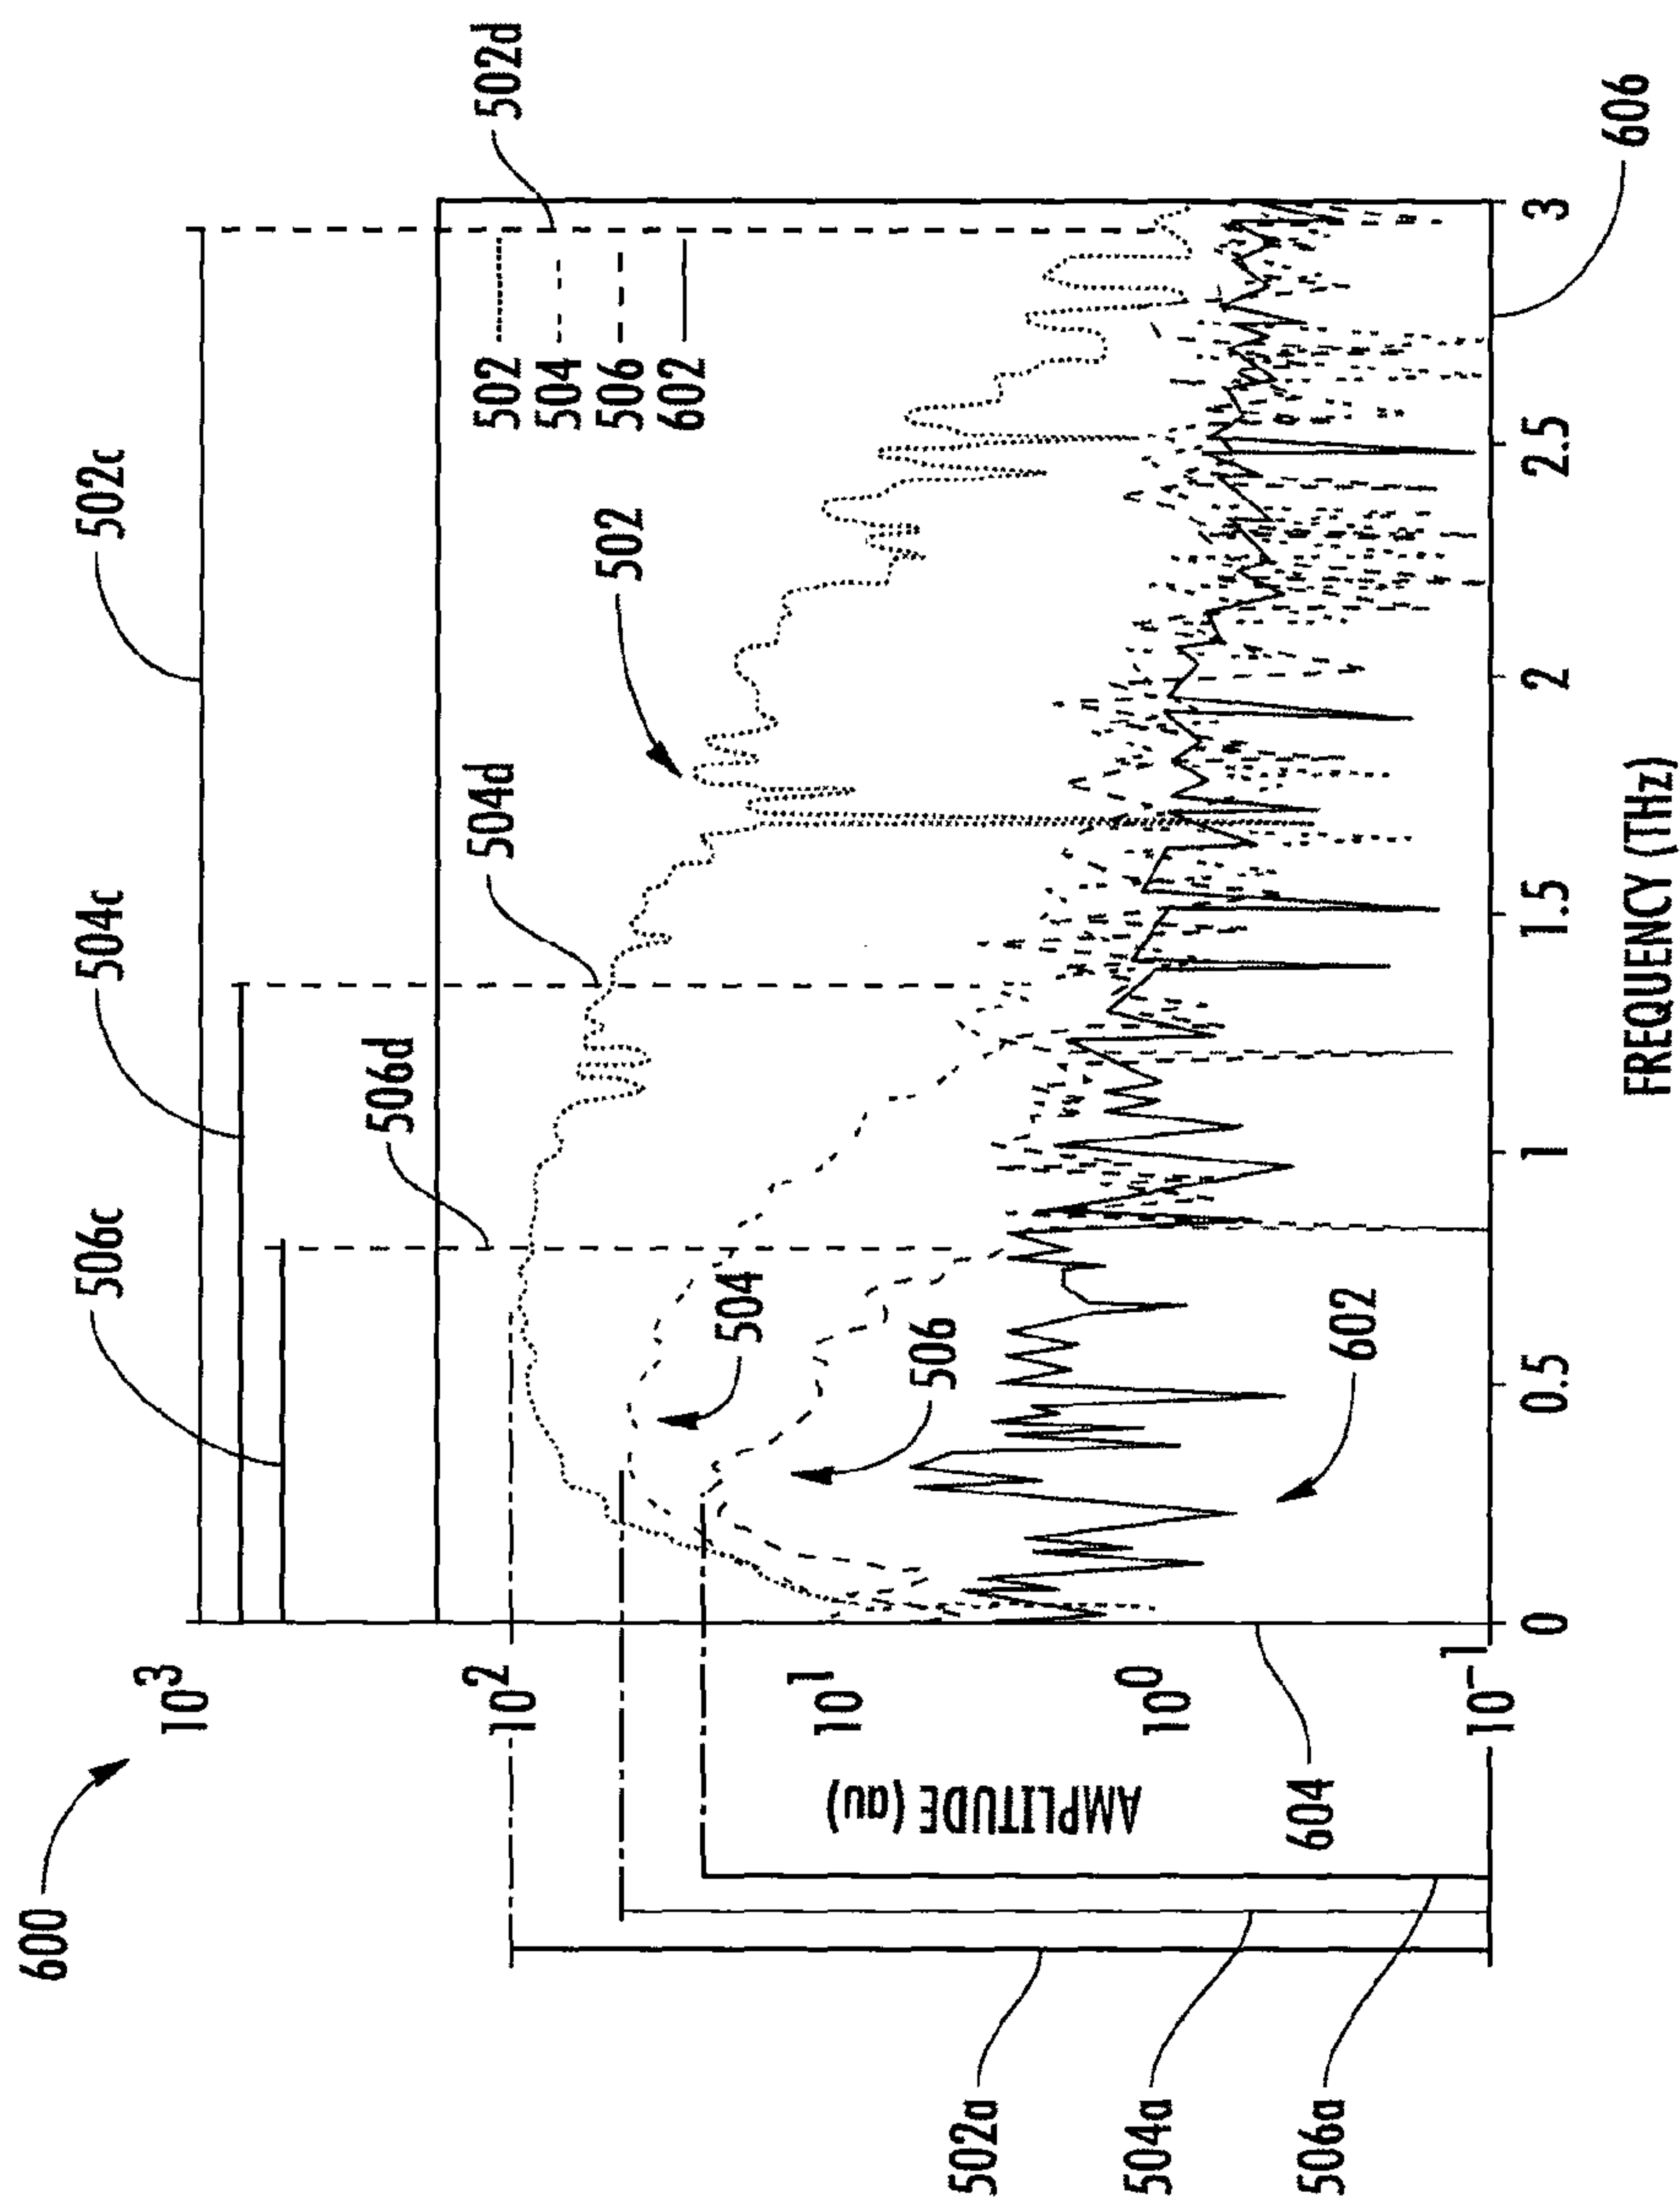 600
506c
504c
502c
506d
504d
502d
10³
10²
10¹
10⁰
10⁻¹
AMPLITUDE (au)
502
504
506
602
502
504
506
602
502a
504a
506a
604
606
0
0.5
1
1.5
2
2.5
3
FREQUENCY (THz)